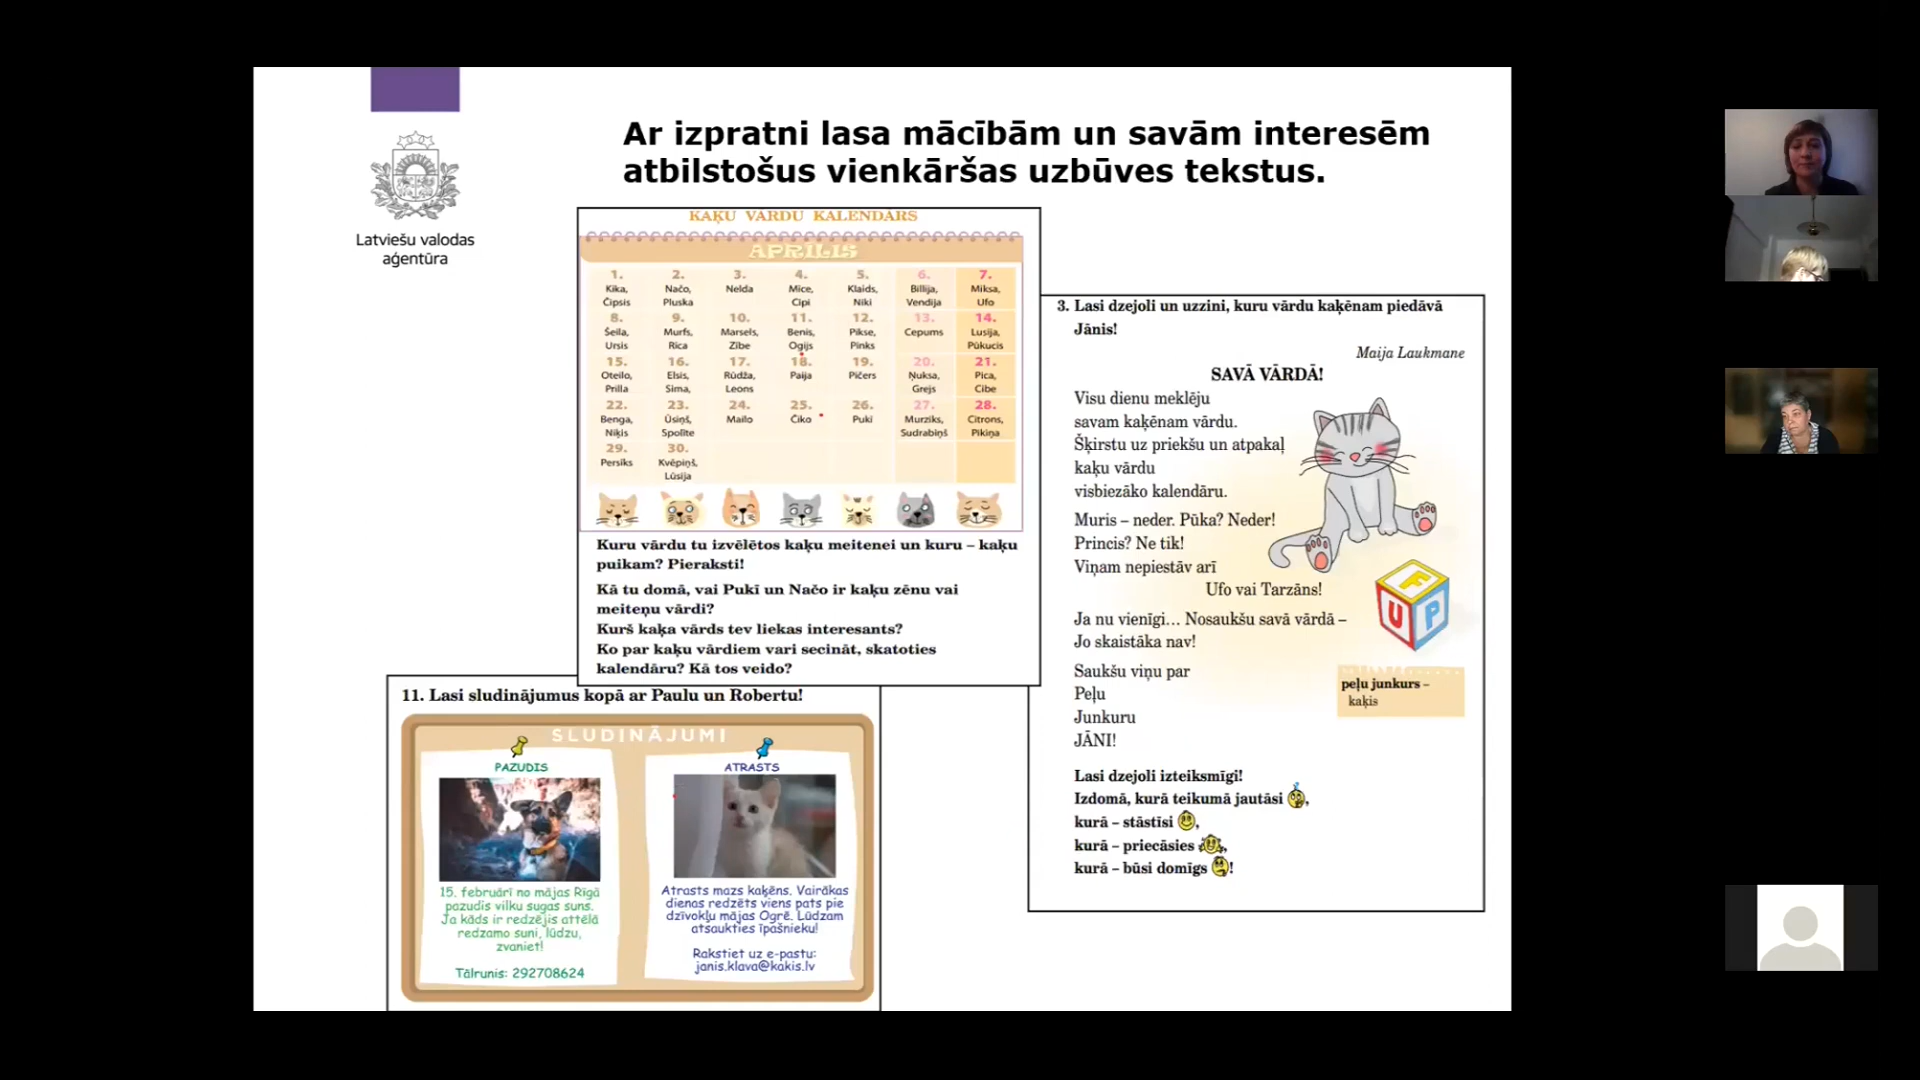 Ar izpratni lasa mācībām un savām interesēm
atbilstošus vienkāršas uzbūves tekstus.
Latviešu valodas
aģentūra
KAĶU VĀRDU KALENDĀRS
APRĪLIS
1. 2. 3. 4. 5. 6. 7.
Kika, Načo, Nelda Mice, Klaids, Billija, Miksa,
Čipsis Pluska Cipi Niki Vendija Ufo
8. 9. 10. 11. 12. 13. 14.
Šeila, Murfs, Marsels, Benis, Pikse, Cepums Lusija,
Ursis Rica Zibe Ogijs Pinks Pūkucis
15. 16. 17. 18. 19. 20. 21.
Oteilo, Elsis, Rūdža, Paija Pičers Ņuksa, Pica,
Prilla Sima, Leons Grejs Cibe
22. 23. 24. 25. 26. 27. 28.
Benga, Ūsiņš, Mailo Čiko Puki Murziks, Citrons,
Niķis Spolīte Sudrabiņš Pikiņa
29. 30.
Persiks Kvēpiņš,
Lūsija
Kuru vārdu tu izvēlētos kaķu meitenei un kuru – kaķu
puikam? Pieraksti!
Kā tu domā, vai Pukī un Načo ir kaķu zēnu vai
meiteņu vārdi?
Kurš kaķa vārds tev liekas interesants?
Ko par kaķu vārdiem vari secināt, skatoties
kalendāru? Kā tos veido?
3. Lasi dzejoli un uzzini, kuru vārdu kaķēnam piedāvā
Jānis!
Maija Laukmane
SAVĀ VĀRDĀ!
Visu dienu meklēju
savam kaķēnam vārdu.
Šķirstu uz priekšu un atpakaļ
kaķu vārdu
visbiezāko kalendāru.
Muris – neder. Pūka? Neder!
Princis? Ne tik!
Viņam nepiestāv arī
Ufo vai Tarzāns!
Ja nu vienīgi... Nosaukšu savā vārdā –
Jo skaistāka nav!
Saukšu viņu par
Peļu
Junkuru
JĀNI!
F
U P
peļu junkurs –
kaķis
Lasi dzejoli izteiksmīgi!
Izdomā, kurā teikumā jautāsi ,
kurā – stāstīsi ,
kurā – priecāsies ,
kurā – būsi domīgs !
11. Lasi sludinājumus kopā ar Paulu un Robertu!
SLUDINĀJUMI
PAZUDIS
15. februārī no mājas Rīgā
pazudis vilku sugas suns.
Ja kāds ir redzējis attēlā
redzamo suni, lūdzu,
zvaniet!
Tālrunis: 292708624
ATRASTS
Atrasts mazs kaķēns. Vairākas
dienas redzēts viens pats pie
dzīvokļu mājas Ogrē. Lūdzam
atsaukties īpašnieku!
Rakstiet uz e-pastu:
janis.klava@kakis.lv